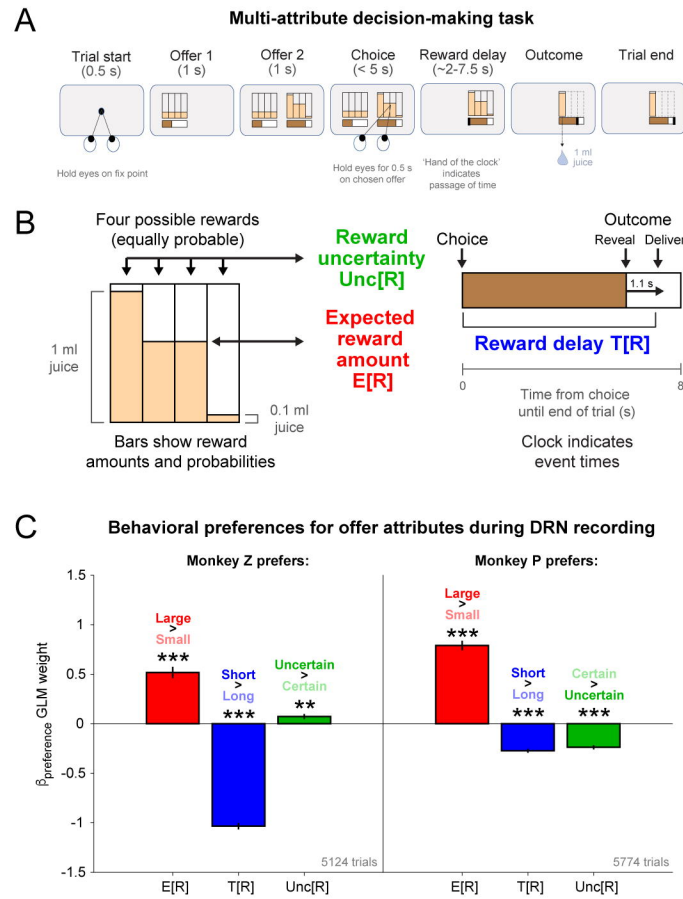 A
Multi-attribute decision-making task
Trial start
(0.5 s)
Offer 1
(1 s)
Offer 2
(1 s)
Choice
(< 5 s)
Reward delay
(~2-7.5 s)
Outcome
Trial end
Hold eyes on fix point
Hold eyes for 0.5 s
on chosen offer
'Hand of the clock'
indicates
passage of time
1 ml
juice
B
Four possible rewards
(equally probable)
1 ml
juice
0.1 ml
juice
Bars show reward
amounts and probabilities
Reward
uncertainty
Unc[R]
Expected
reward
amount
E[R]
Choice
Outcome
Reveal
Deliver
1.1 s
Reward delay T[R]
0
8
Time from choice
until end of trial (s)
Clock indicates
event times
C
Behavioral preferences for offer attributes during DRN recording
Monkey Z prefers:
Monkey P prefers:
βpreference GLM weight
1.5
1
0.5
0
-0.5
-1
-1.5
Large
>
Small
***
Short
>
Long
***
Uncertain
>
Certain
**
5124 trials
E[R]
T[R]
Unc[R]
Large
>
Small
***
Short
>
Long
***
Certain
>
Uncertain
***
5774 trials
E[R]
T[R]
Unc[R]